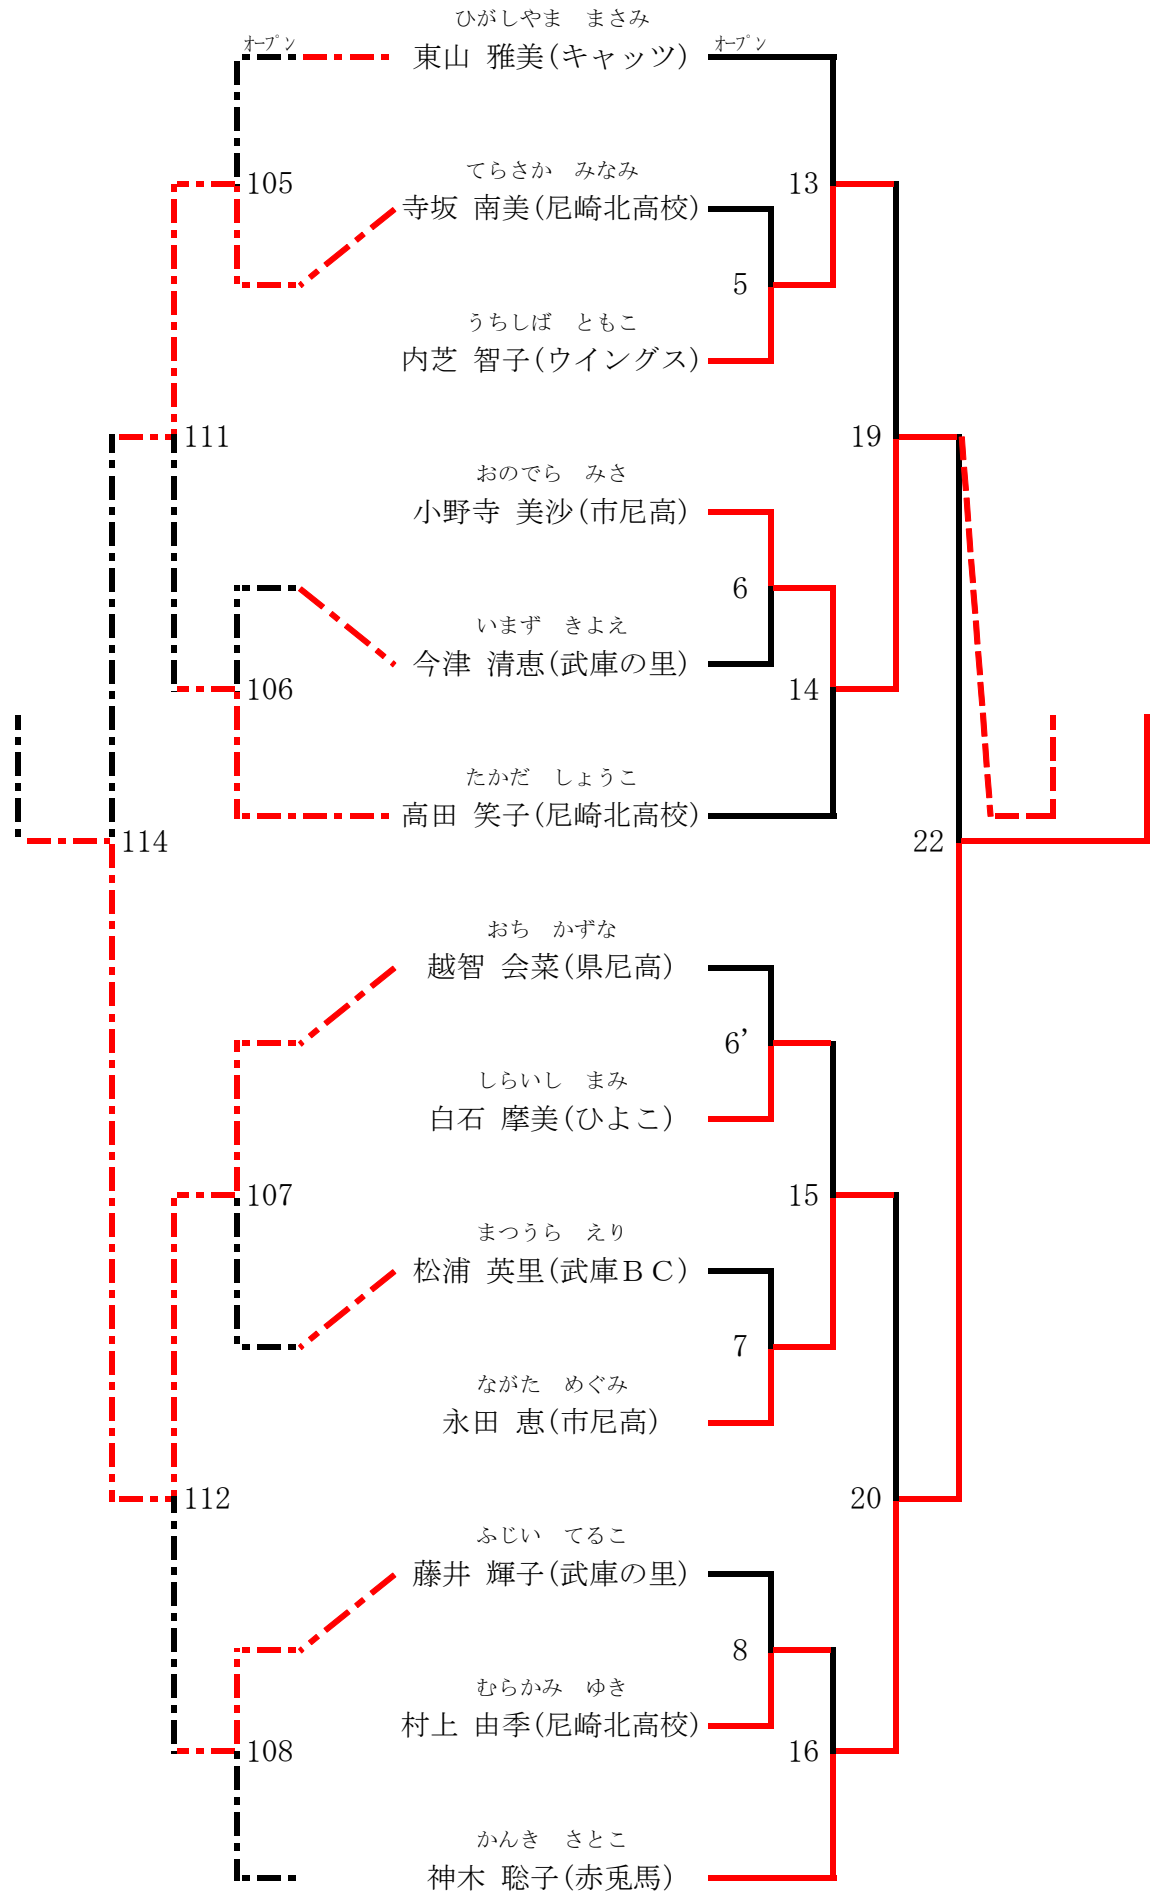 ひがしやま　まさみ
ｵｰﾌﾟﾝ 東山 雅美(キャッツ) ｵｰﾌﾟﾝ
てらさか　みなみ
105 13
寺坂 南美(尼崎北高校)
5
うちしば　ともこ
内芝 智子(ウイングス)
111 19
おのでら　みさ
小野寺 美沙(市尼高)
6
いまず　きよえ
今津 清恵(武庫の里)
106 14
たかだ　しょうこ
高田 笑子(尼崎北高校)
114 22
おち　かずな
越智 会菜(県尼高)
6’
しらいし　まみ
白石 摩美(ひよこ)
107 15
まつうら　えり
松浦 英里(武庫ＢＣ)
7
ながた　めぐみ
永田 恵(市尼高)
112 20
ふじい　てるこ
藤井 輝子(武庫の里)
8
むらかみ　ゆき
村上 由季(尼崎北高校)
108 16
かんき　さとこ
神木 聡子(赤兎馬)